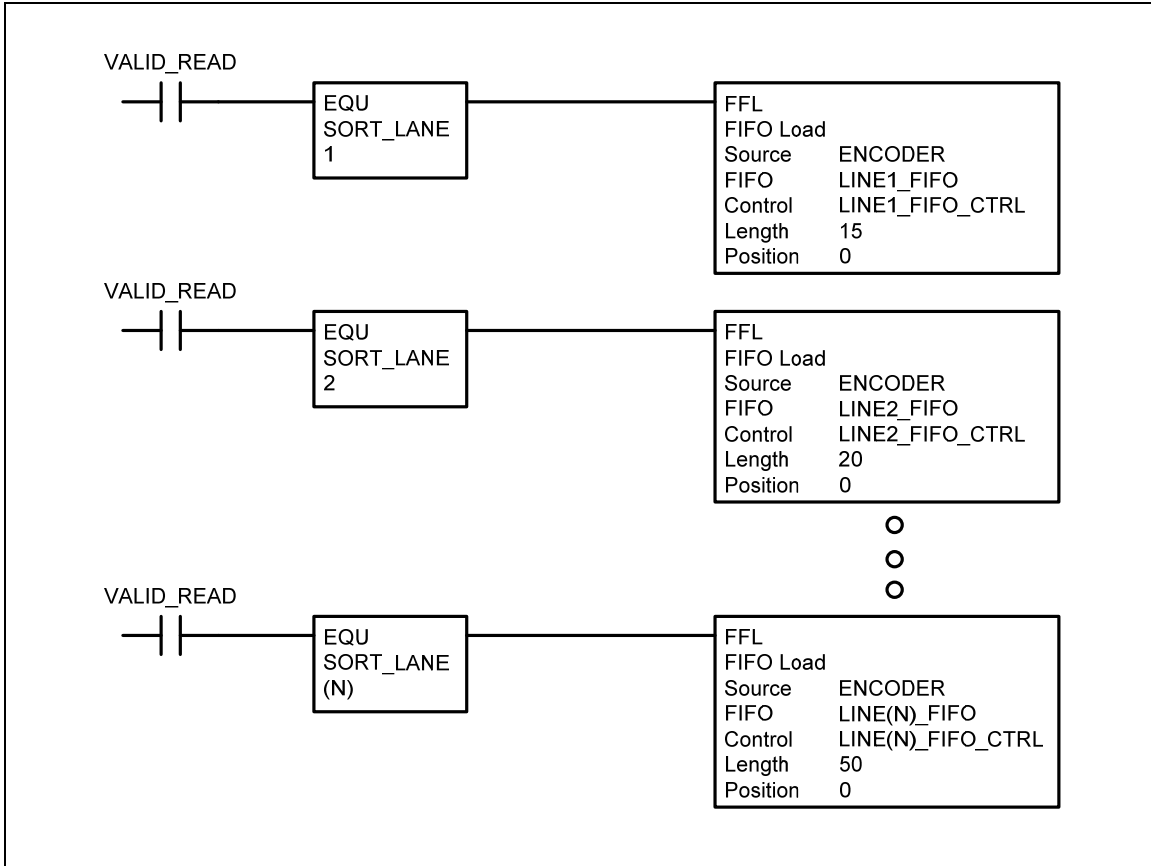 VALID_READ
EQU
SORT_LANE
1
FFL
FIFO Load
Source ENCODER
FIFO LINE1_FIFO
Control LINE1_FIFO_CTRL
Length 15
Position 0
VALID_READ
EQU
SORT_LANE
2
FFL
FIFO Load
Source ENCODER
FIFO LINE2_FIFO
Control LINE2_FIFO_CTRL
Length 20
Position 0
VALID_READ
EQU
SORT_LANE
(N)
FFL
FIFO Load
Source ENCODER
FIFO LINE(N)_FIFO
Control LINE(N)_FIFO_CTRL
Length 50
Position 0